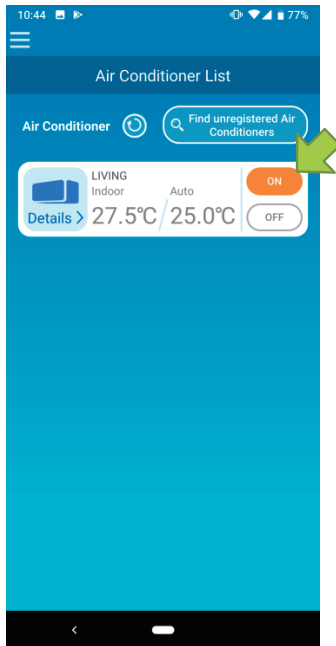 10:44 77%
Air Conditioner List
Air Conditioner
Find unregistered Air
Conditioners
LIVING
Indoor Auto
Details > 27.5°C 25.0°C
ON
OFF